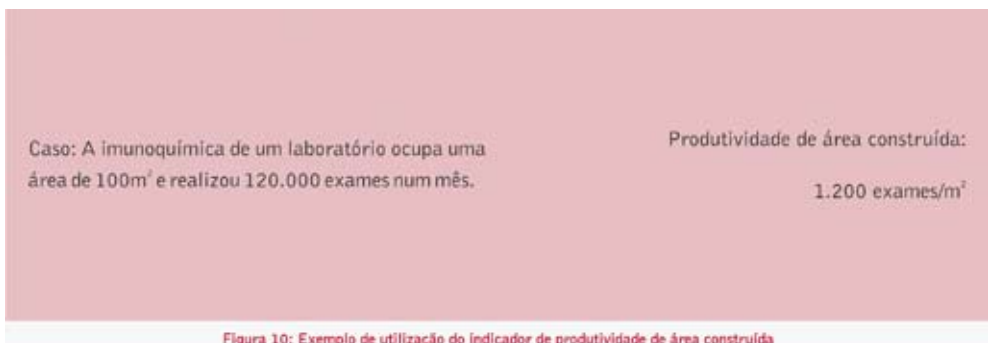 Caso: A imunoquímica de um laboratório ocupa uma
área de 100m² e realizou 120.000 exames num mês.
Produtividade de área construída:
1.200 exames/m²
Figura 10: Exemplo de utilização do indicador de produtividade de área construída